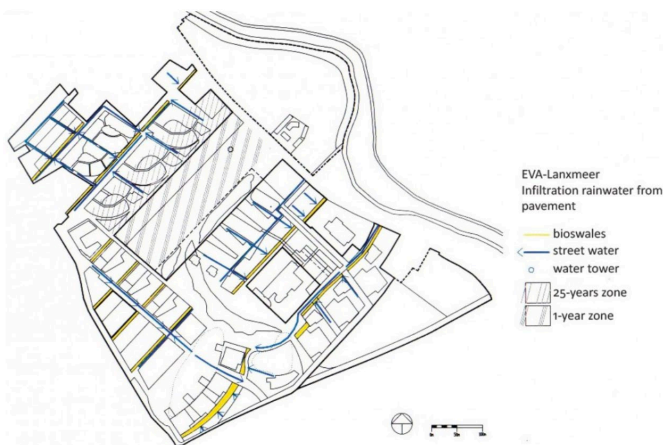 EVA-Lanxmeer
Infiltration rainwater from
pavement
bioswales
street water
water tower
25-years zone
1-year zone